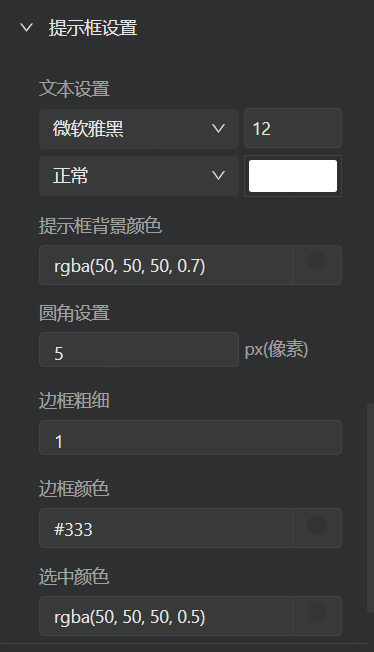 提示框设置
文本设置
微软雅黑 12
正常
提示框背景颜色
rgba(50, 50, 50, 0.7)
圆角设置
5 px(像素)
边框粗细
1
边框颜色
#333
选中颜色
rgba(50, 50, 50, 0.5)